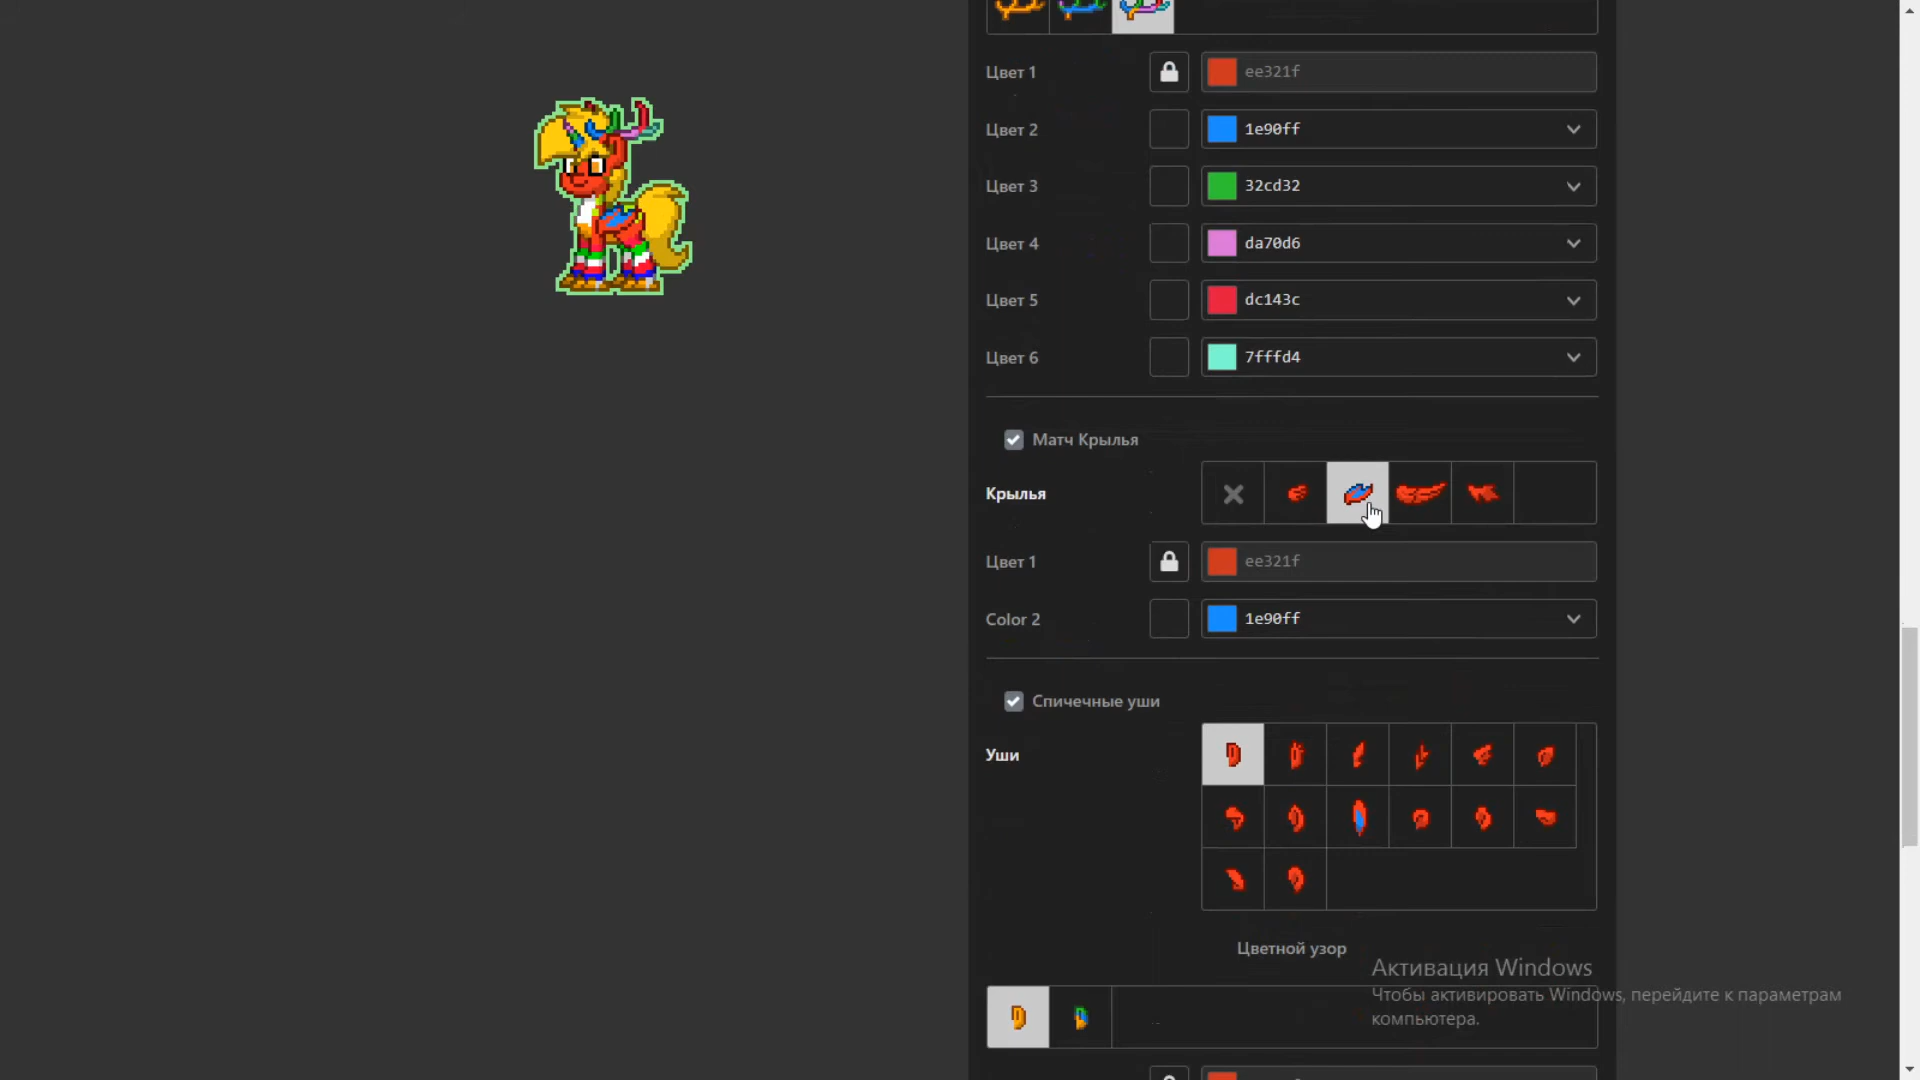 Цвет 1
ee321f
Цвет 2
1e90ff
Цвет 3
32cd32
Цвет 4
da70d6
Цвет 5
dc143c
Цвет 6
7fffd4
Матч Крылья
Крылья
Цвет 1
ee321f
Color 2
1e90ff
Спичечные уши
Уши
Цветной узор
Активация Windows
Чтобы активировать Windows, перейдите к параметрам
компьютера.